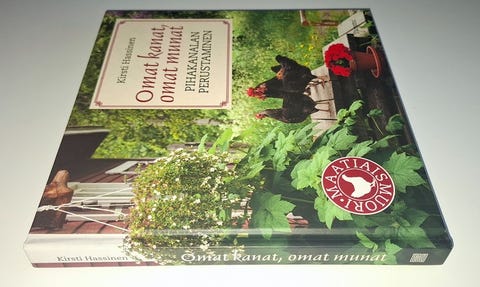 Kirsti Hassinen
Omat kanat,
omat munat
PIHAKANALAN
PERUSTAMINEN
MAATIAISMUORI
Kirsti Hassinen
Omat kanat, omat munat